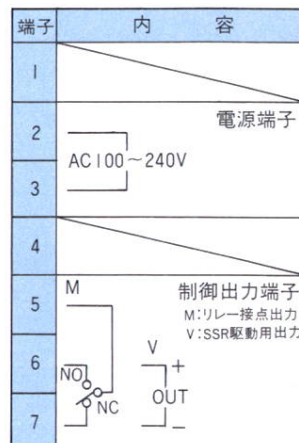 端子 内 容
1
2 電源端子
AC100～240V
3
4
5 M 制御出力端子
M:リレー接点出力
V:SSR駆動用出力
6 NO V +
NC OUT
7 −